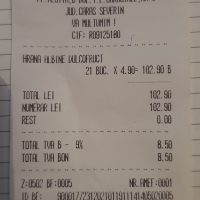 JUD. CARAS SEVERIN
VA MULTUMIM !
CIF: RO9125180
HRANA ALBINE DULCOFRUCT
21 BUC. X 4.90= 102.90 B
TOTAL LEI 102.90
NUMERAR LEI 102.90
REST 0.00
TOTAL TVA B - 9% 8.50
TOTAL TVA BON 8.50
Z:0502 BF:0005 NR.AMEF:0001